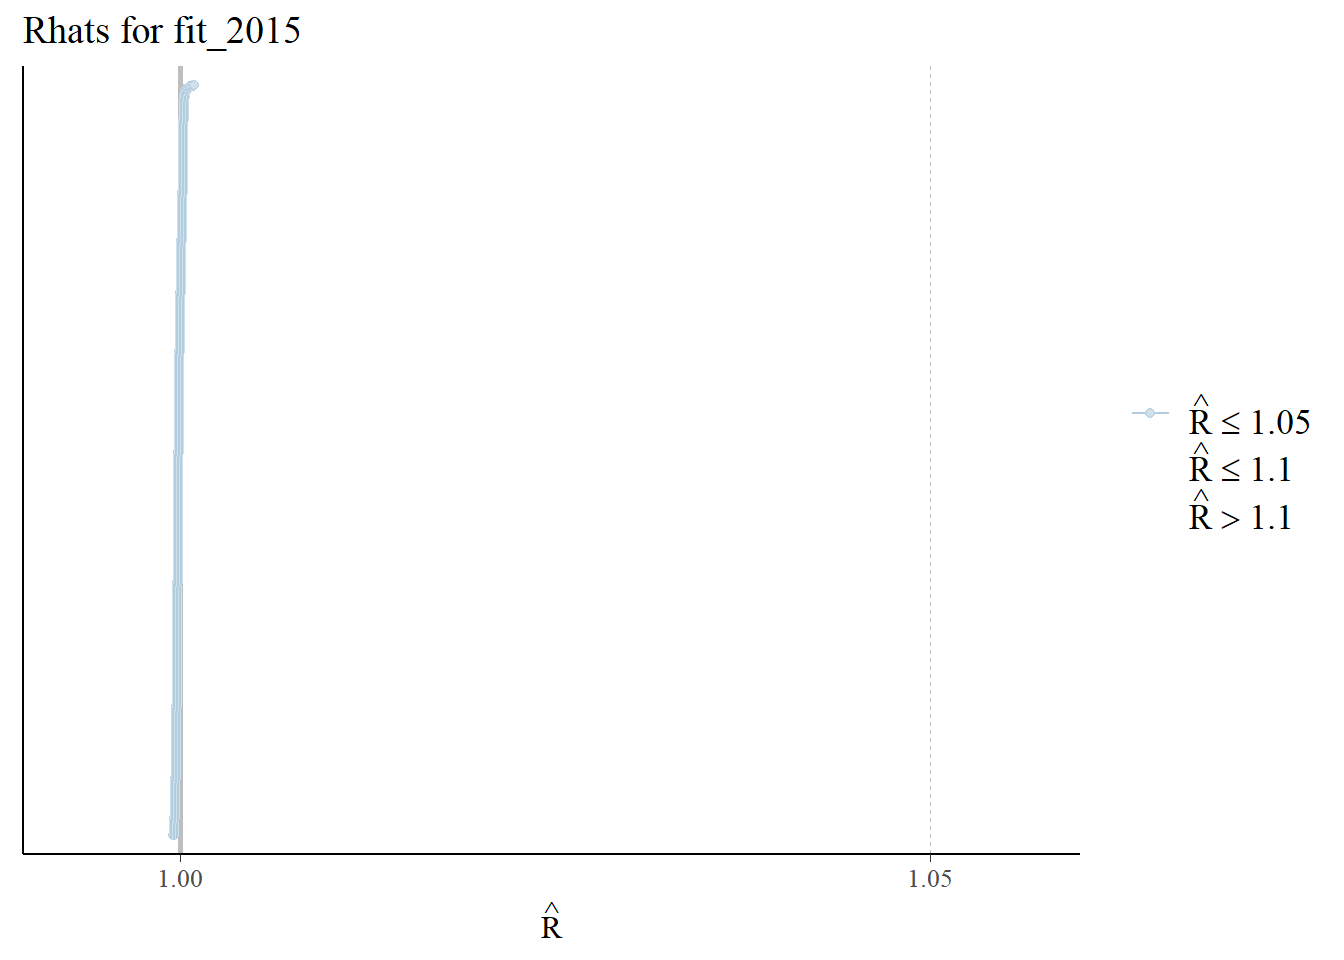 Rhats for fit_2015
R̂ ≤ 1.05
R̂ ≤ 1.1
R̂ > 1.1
1.00 1.05
R̂